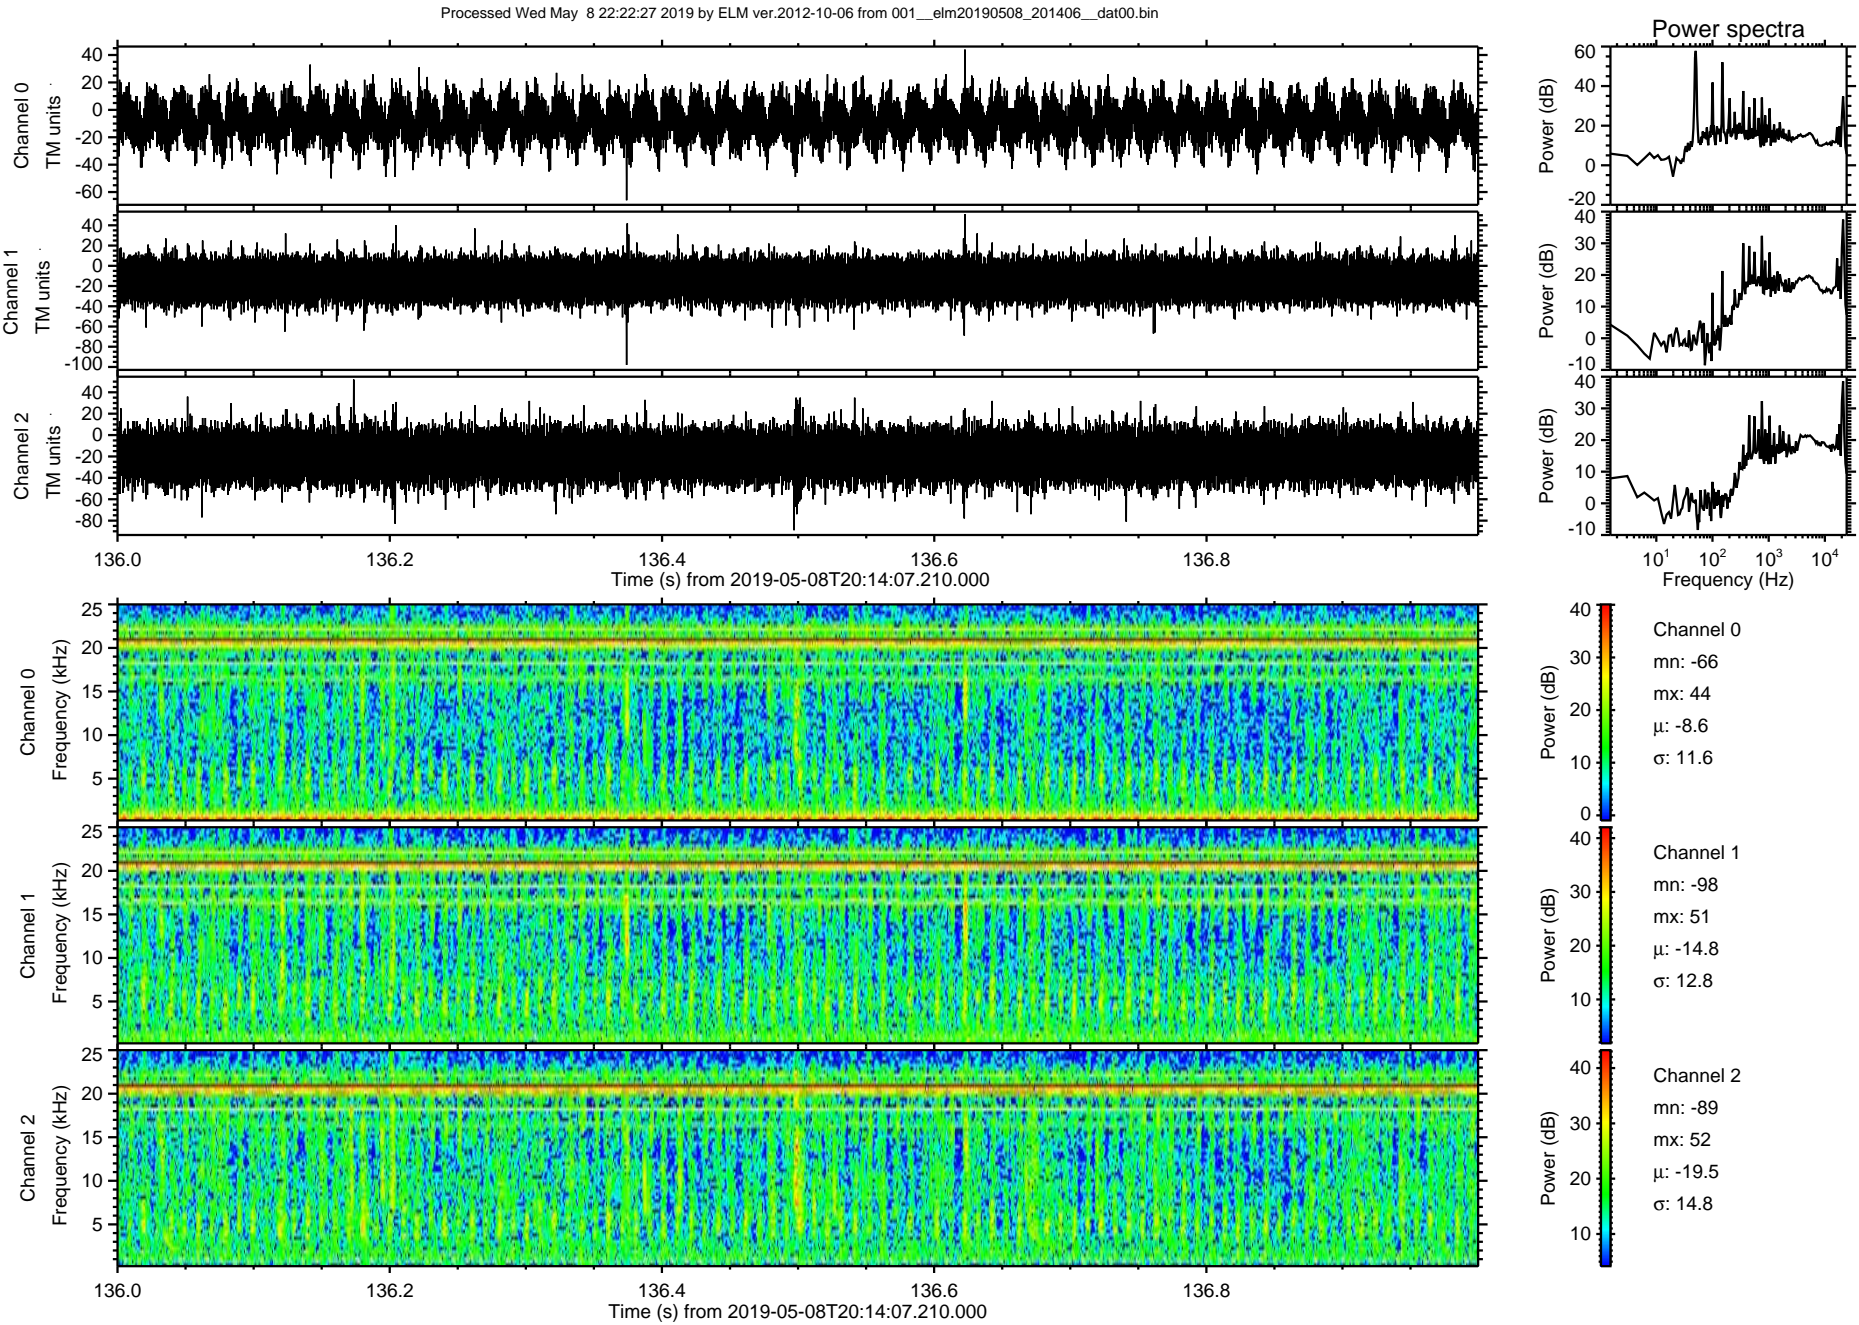 Processed Wed May  8 22:22:27 2019 by ELM ver.2012-10-06 from 001__elm20190508_201406__dat00.bin
Power spectra
Channel 0
TM units
40
20
0
-20
-40
-60
Power (dB)
60
40
20
0
-20
Channel 1
TM units
40
20
0
-20
-40
-60
-80
-100
Power (dB)
40
30
20
10
0
-10
Channel 2
TM units
40
20
0
-20
-40
-60
-80
Power (dB)
40
30
20
10
0
-10
136.0 136.2 136.4 136.6 136.8
Time (s) from 2019-05-08T20:14:07.210.000
10¹ 10² 10³ 10⁴
Frequency (Hz)
Channel 0
Frequency (kHz)
25
20
15
10
5
Power (dB)
40
30
20
10
0
Channel 0
mn: -66
mx: 44
μ: -8.6
σ: 11.6
Channel 1
Frequency (kHz)
25
20
15
10
5
Power (dB)
40
30
20
10
Channel 1
mn: -98
mx: 51
μ: -14.8
σ: 12.8
Channel 2
Frequency (kHz)
25
20
15
10
5
Power (dB)
40
30
20
10
Channel 2
mn: -89
mx: 52
μ: -19.5
σ: 14.8
136.0 136.2 136.4 136.6 136.8
Time (s) from 2019-05-08T20:14:07.210.000